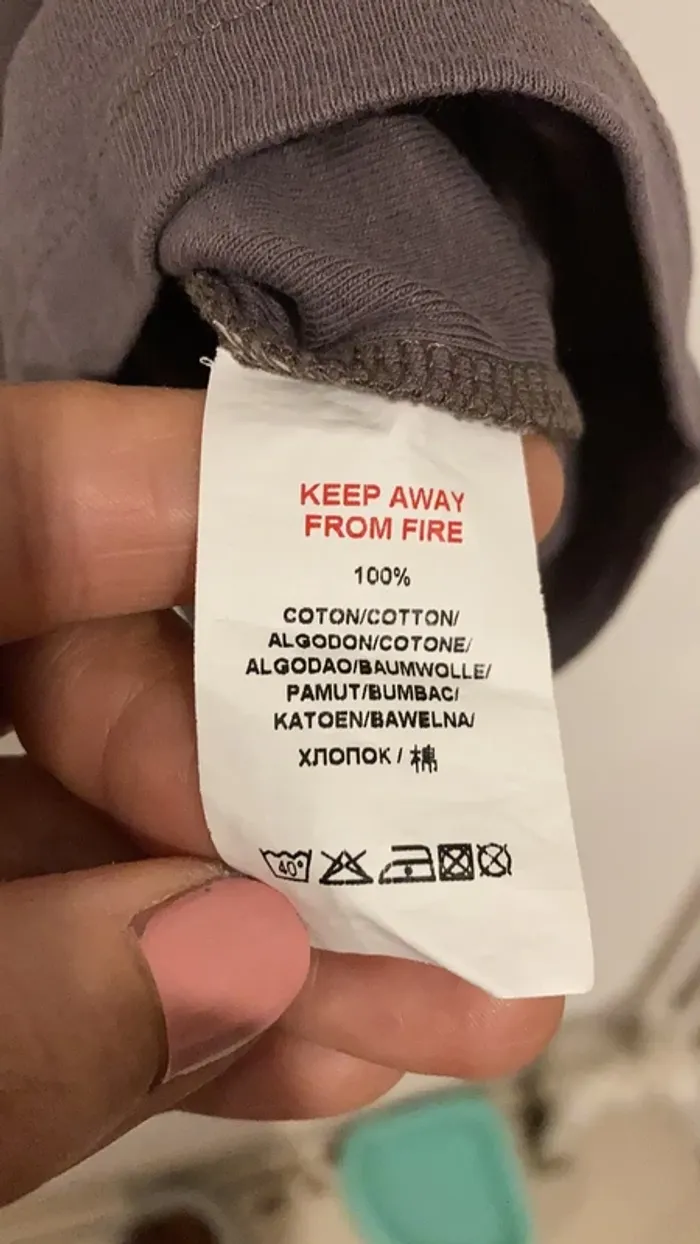 KEEP AWAY
FROM FIRE
100%
COTON/COTTON/
ALGODON/COTONE/
ALGODAO/BAUMWOLLE/
PAMUT/BUMBAC/
KATOEN/BAWELNA/
ХЛОПОК / 棉
40°